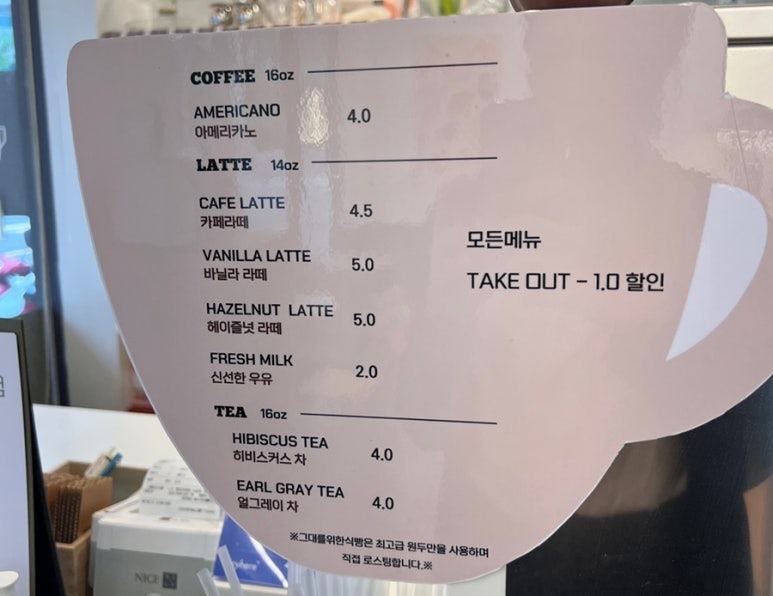 COFFEE 16oz
AMERICANO 4.0
아메리카노
LATTE 14oz
CAFE LATTE 4.5
카페라떼
VANILLA LATTE 5.0
바닐라 라떼
HAZELNUT LATTE 5.0
헤이즐넛 라떼
FRESH MILK 2.0
신선한 우유
TEA 16oz
HIBISCUS TEA 4.0
히비스커스 차
EARL GRAY TEA 4.0
얼그레이 차
※그대를위한식빵은 최고급 원두만을 사용하며
직접 로스팅합니다.※
모든메뉴
TAKE OUT - 1.0 할인
NICE